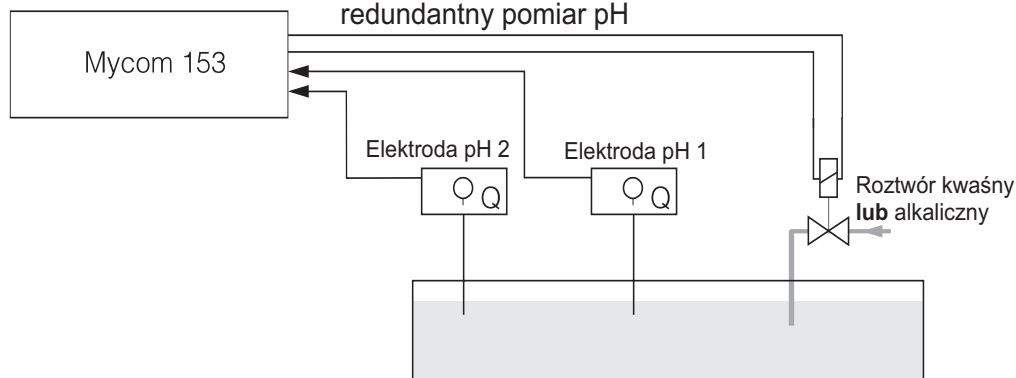 redundantny pomiar pH
Mycom 153
Elektroda pH 2
Elektroda pH 1
Q
Q
Roztwór kwaśny
lub alkaliczny